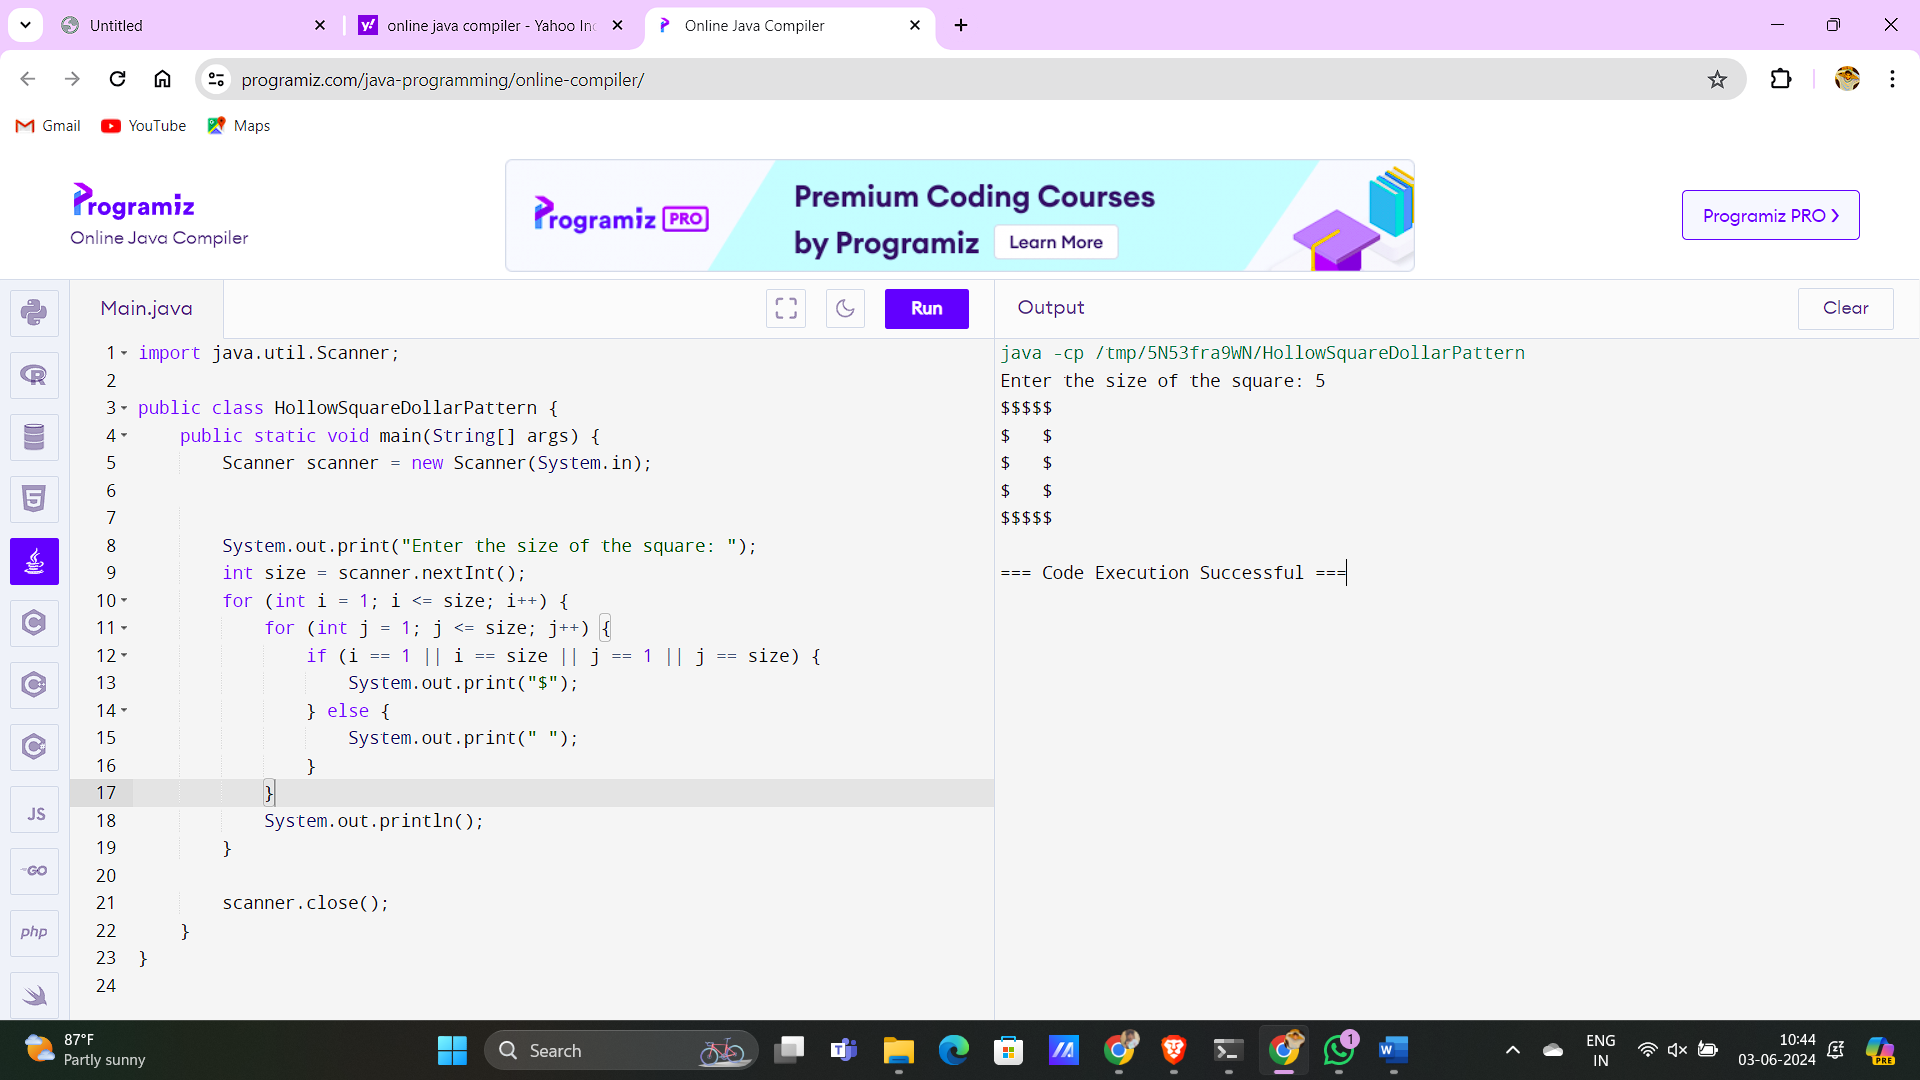 Untitled
online java compiler - Yahoo In
Online Java Compiler
programiz.com/java-programming/online-compiler/
Gmail
YouTube
Maps
Programiz
Online Java Compiler
Programiz PRO
Premium Coding Courses
by Programiz
Learn More
Programiz PRO ❯
Main.java
Run
Output
Clear
1 import java.util.Scanner;
2
3 public class HollowSquareDollarPattern {
4     public static void main(String[] args) {
5         Scanner scanner = new Scanner(System.in);
6
7
8         System.out.print("Enter the size of the square: ");
9         int size = scanner.nextInt();
10         for (int i = 1; i <= size; i++) {
11             for (int j = 1; j <= size; j++) {
12                 if (i == 1 || i == size || j == 1 || j == size) {
13                     System.out.print("$");
14                 } else {
15                     System.out.print(" ");
16                 }
17             }
18             System.out.println();
19         }
20
21         scanner.close();
22     }
23 }
24
java -cp /tmp/5N53fra9WN/HollowSquareDollarPattern
Enter the size of the square: 5
$$$$$
$   $
$   $
$   $
$$$$$
=== Code Execution Successful ===
R
5
C
C
C
JS
GO
php
87°F
Partly sunny
Search
1
W
PRE
ENG
IN
10:44
03-06-2024